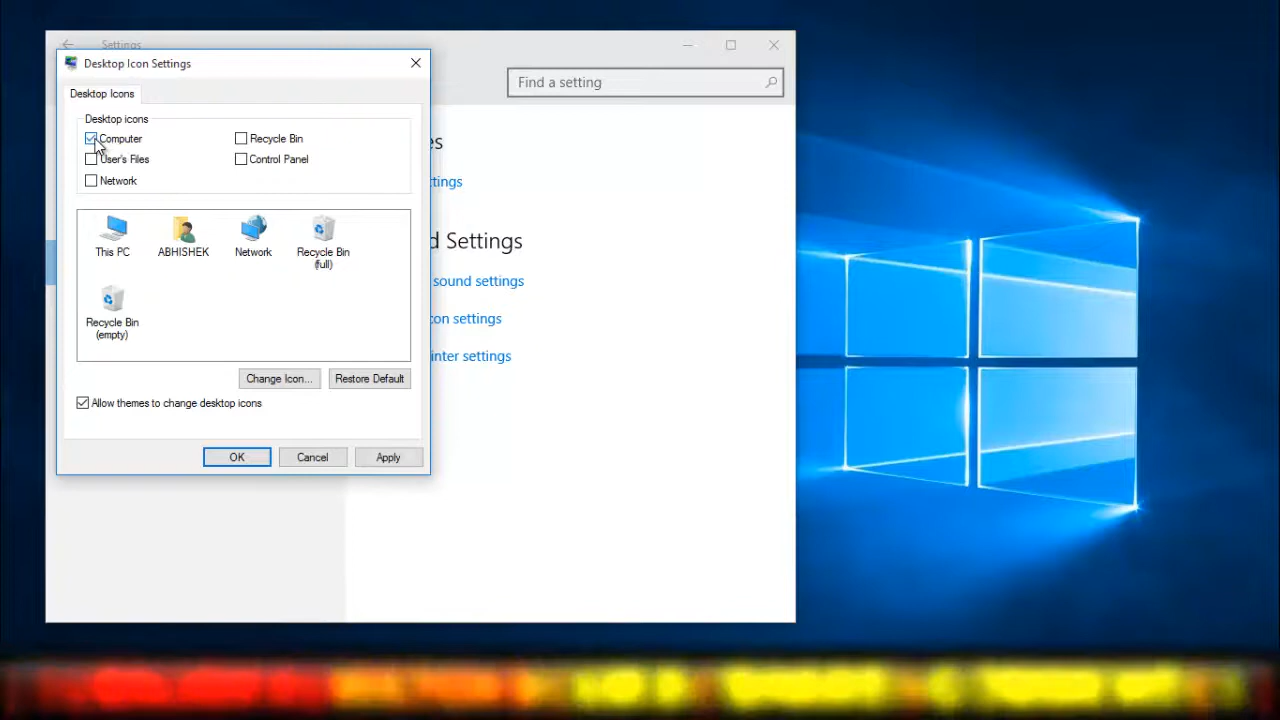 Settings
Desktop Icon Settings
Find a setting
Desktop Icons
Desktop icons
Computer
Recycle Bin
User's Files
Control Panel
Network
This PC
ABHISHEK
Network
Recycle Bin
(full)
Recycle Bin
(empty)
Change Icon...
Restore Default
Allow themes to change desktop icons
OK
Cancel
Apply
es
tings
d Settings
sound settings
con settings
inter settings